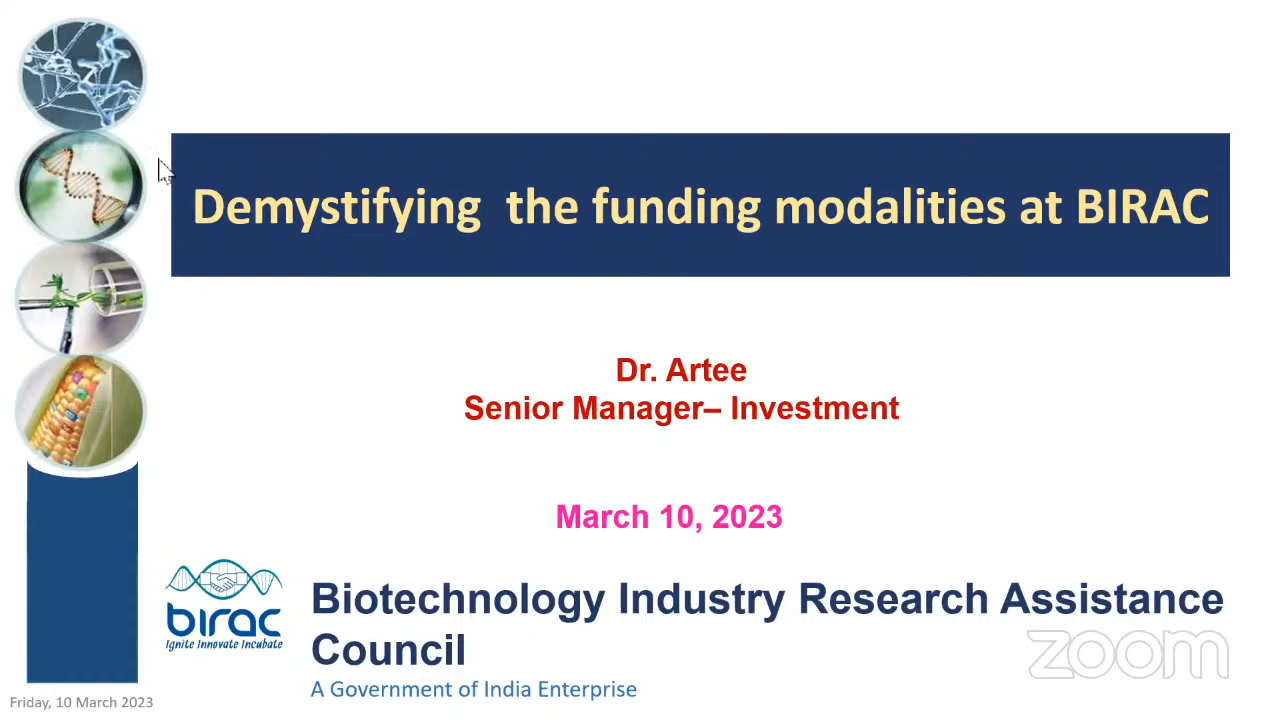 Demystifying the funding modalities at BIRAC
Dr. Artee
Senior Manager– Investment
March 10, 2023
birac
Ignite Innovate Incubate
Biotechnology Industry Research Assistance
Council
A Government of India Enterprise
zoom
Friday, 10 March 2023